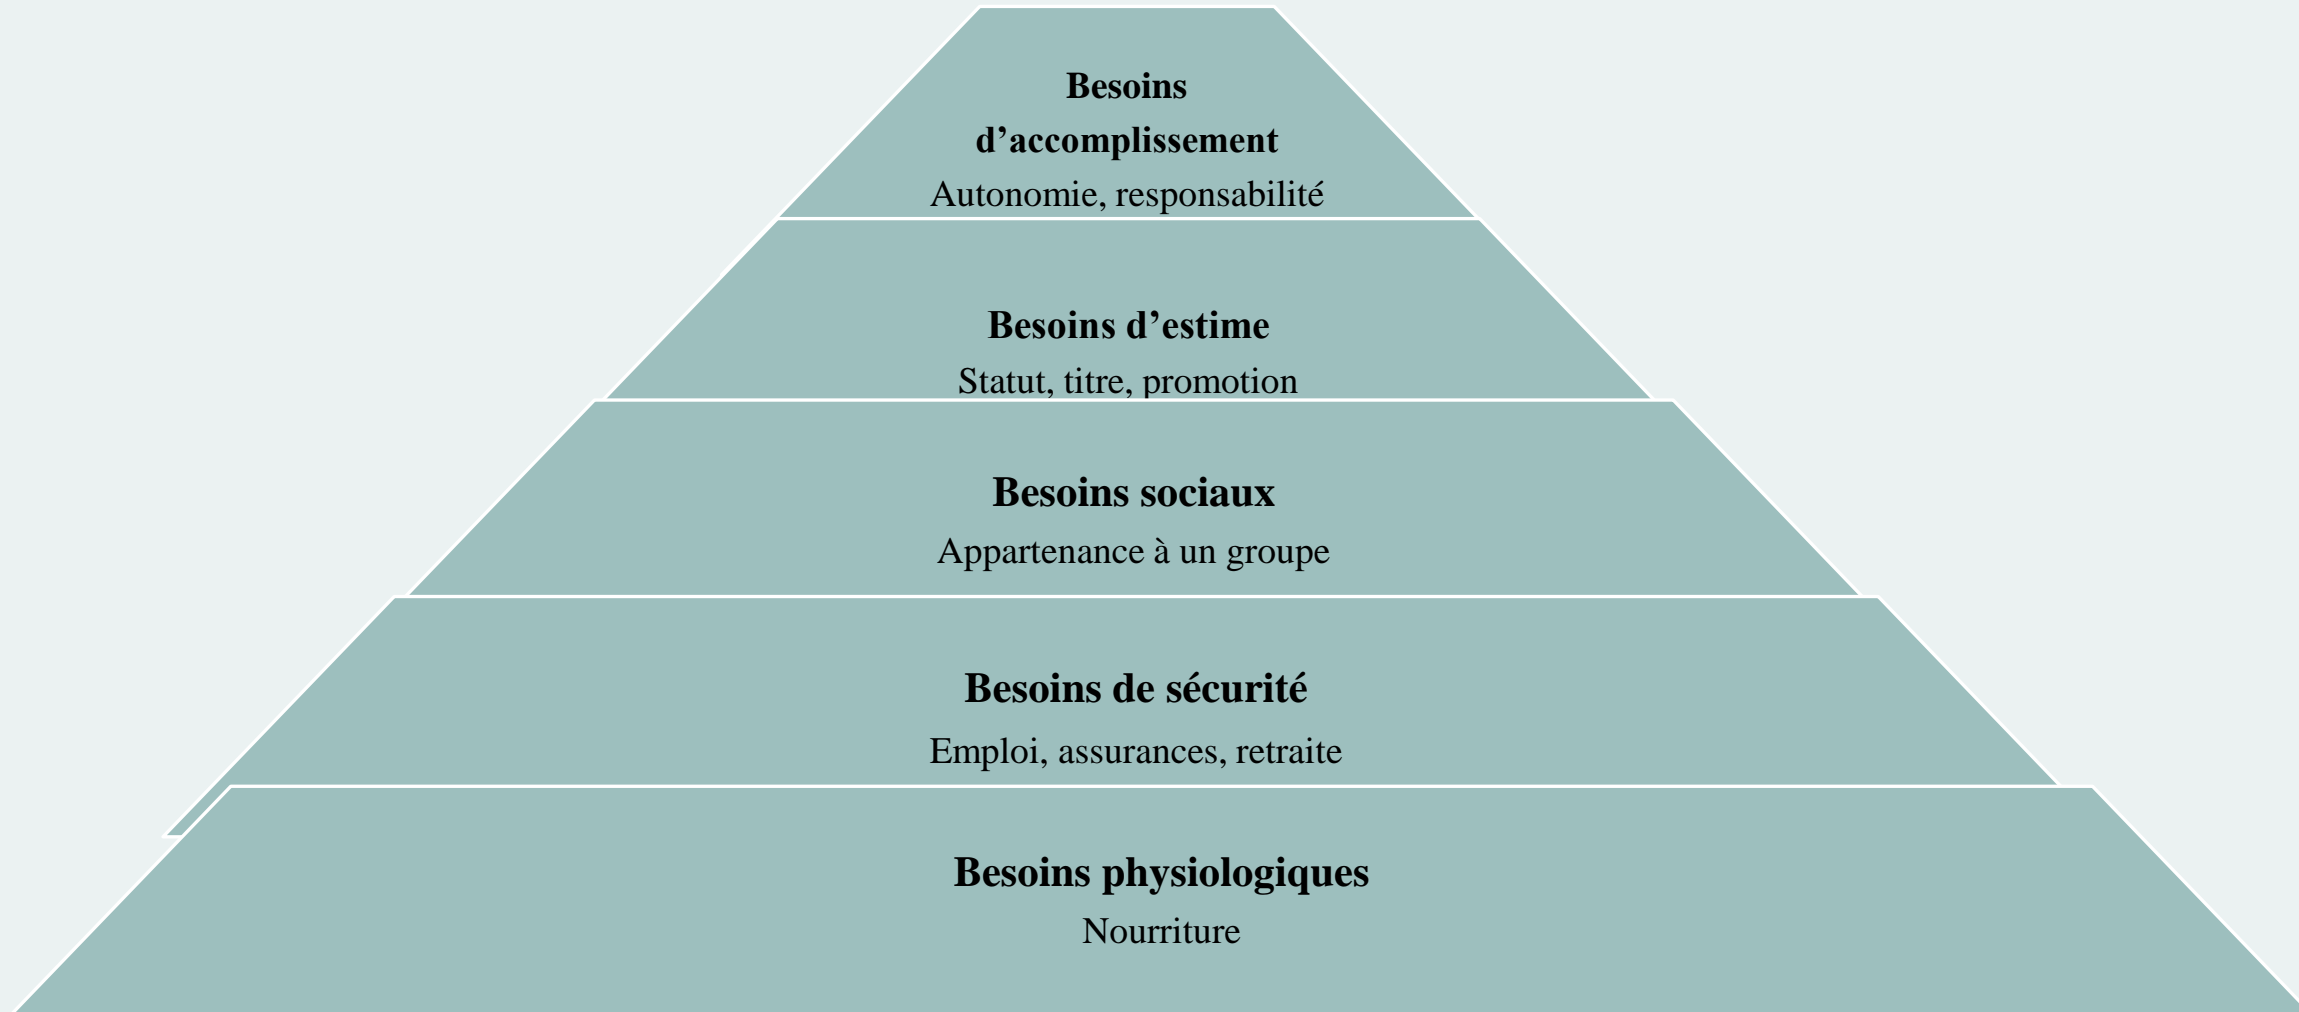 Besoins
d’accomplissement
Autonomie, responsabilité
Besoins d’estime
Statut, titre, promotion
Besoins sociaux
Appartenance à un groupe
Besoins de sécurité
Emploi, assurances, retraite
Besoins physiologiques
Nourriture